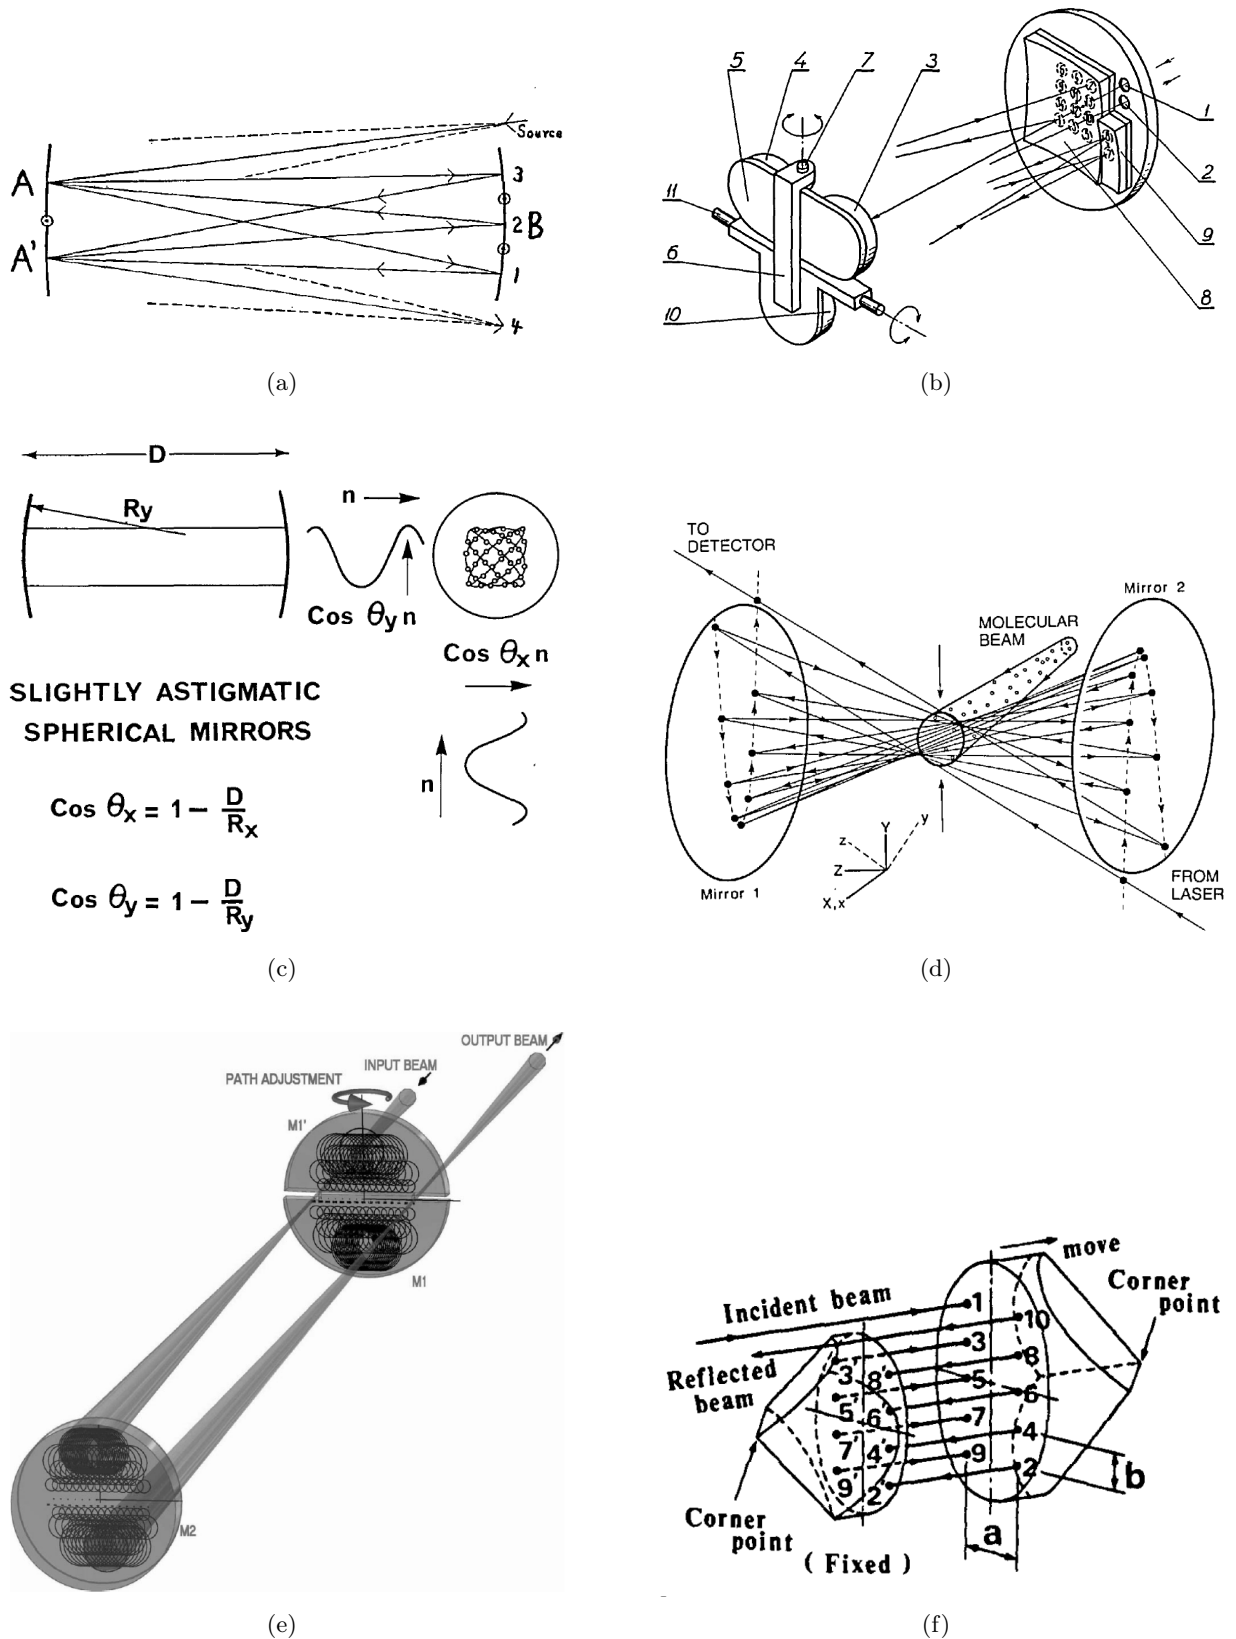 Source
A
3
2 B
A'
1
4
(a)
5
4
7
3
11
1
6
2
9
10
8
(b)
D
n
Ry
Cos θy n
Cos θx n
SLIGHTLY ASTIGMATIC
SPHERICAL MIRRORS
Cos θx = 1 − D/Rx
Cos θy = 1 − D/Ry
n
(c)
TO
DETECTOR
Mirror 2
MOLECULAR
BEAM
Y
y
z
Z
X,x
Mirror 1
FROM
LASER
(d)
OUTPUT BEAM
INPUT BEAM
PATH ADJUSTMENT
M1'
M1
M2
(e)
move
Corner
point
Incident beam
1
10
3
Reflected
beam
3'
8'
8
5
5'
6'
6
7
7'
4'
4
9
9'
2'
2
b
a
Corner
point
(Fixed)
(f)